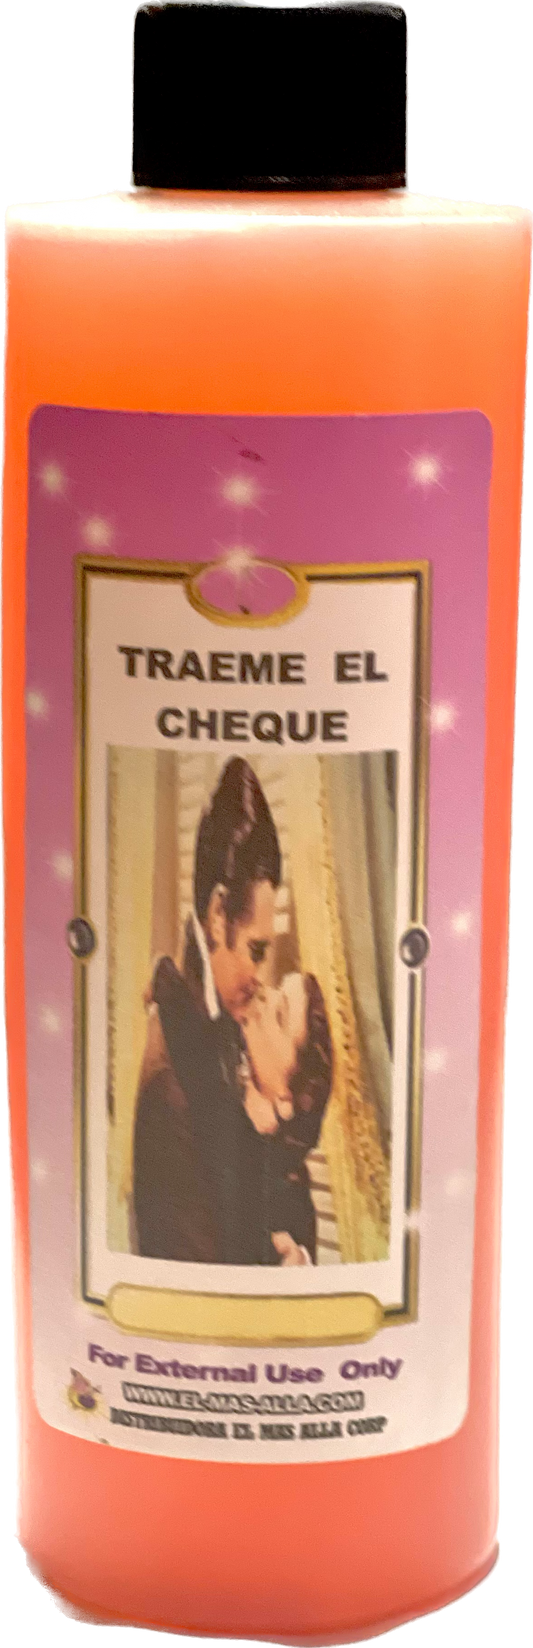 TRAEME EL
CHEQUE
For External Use Only
WWW.EL-MAS-ALLA.COM
DISTRIBUIDORA EL MAS ALLA CORP